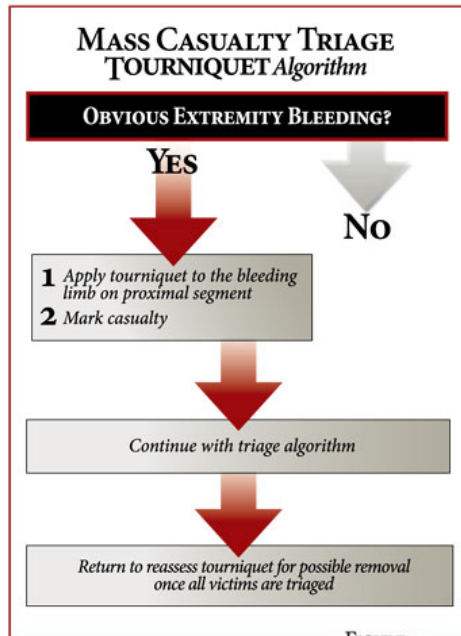 MASS CASUALTY TRIAGE
TOURNIQUET Algorithm
OBVIOUS EXTREMITY BLEEDING?
YES
NO
1 Apply tourniquet to the bleeding
limb on proximal segment
2 Mark casualty
Continue with triage algorithm
Return to reassess tourniquet for possible removal
once all victims are triaged